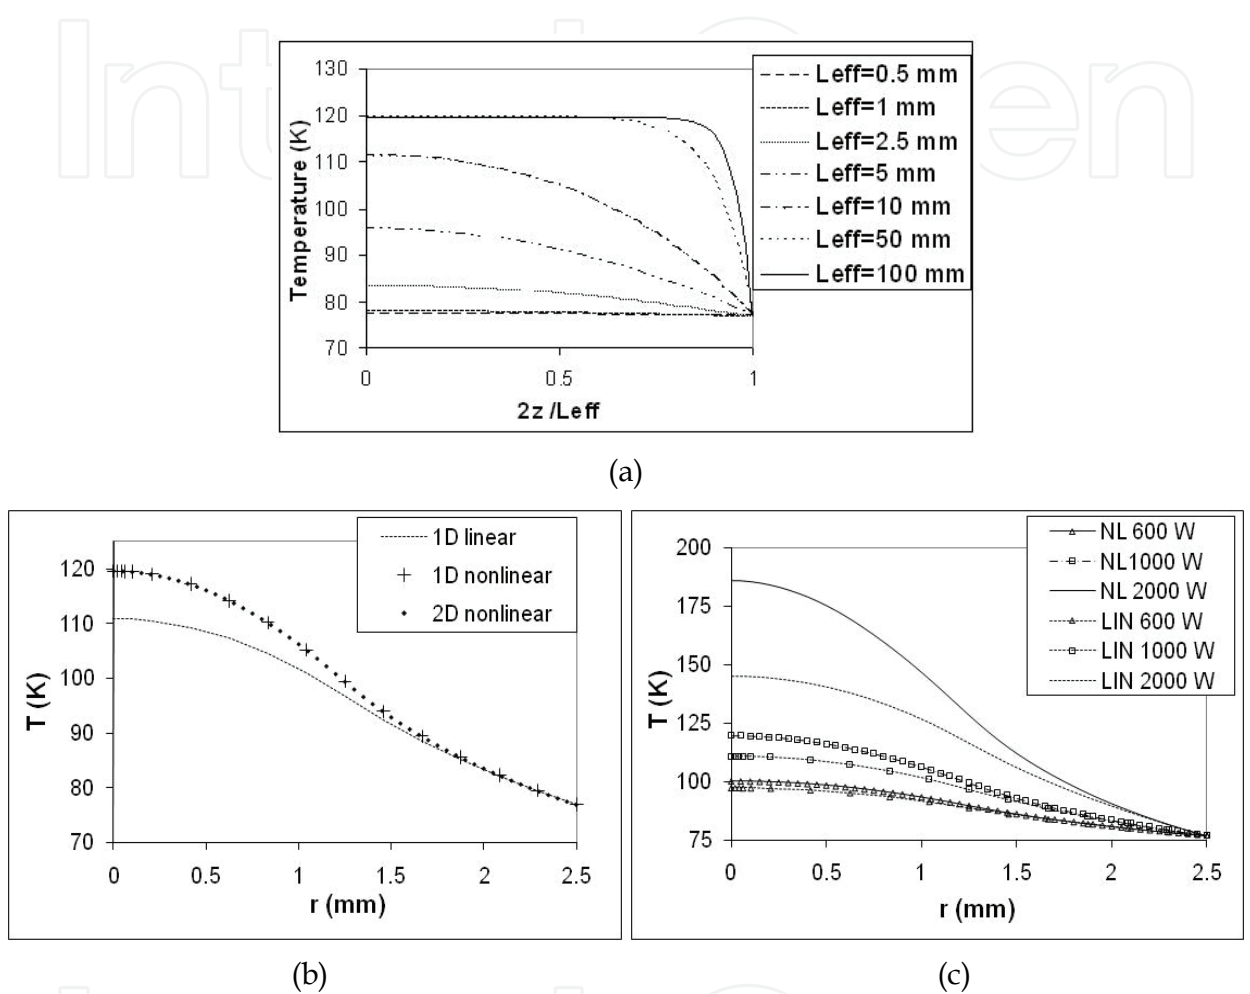 130
120
110
100
90
80
70
Temperature (K)
0
0.5
1
2z /Leff
Leff=0.5 mm
Leff=1 mm
Leff=2.5 mm
Leff=5 mm
Leff=10 mm
Leff=50 mm
Leff=100 mm
(a)
120
110
100
90
80
70
T (K)
0
0.5
1
1.5
2
2.5
r (mm)
1D linear
1D nonlinear
2D nonlinear
(b)
200
175
150
125
100
75
T (K)
0
0.5
1
1.5
2
2.5
r (mm)
NL 600 W
NL1000 W
NL 2000 W
LIN 600 W
LIN 1000 W
LIN 2000 W
(c)